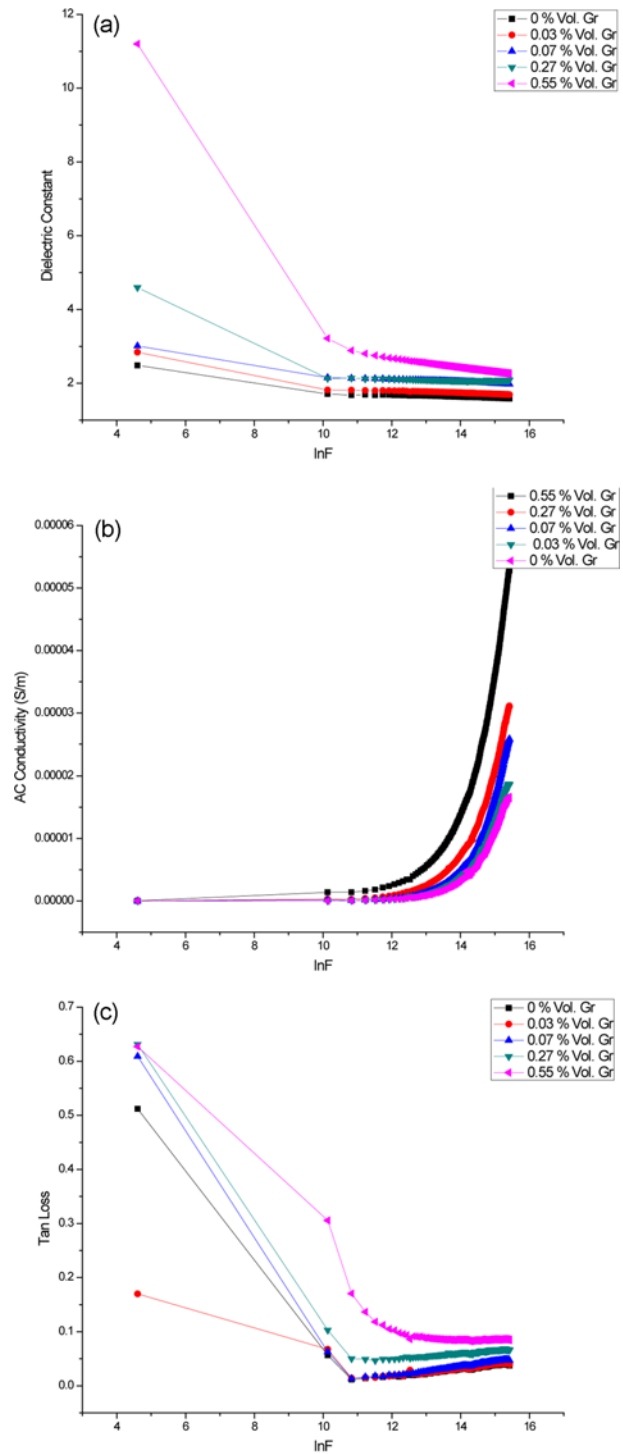 (a)
0 % Vol. Gr
0.03 % Vol. Gr
0.07 % Vol. Gr
0.27 % Vol. Gr
0.55 % Vol. Gr
12
10
8
6
4
2
Dielectric Constant
4 6 8 10 12 14 16
lnF
(b)
0.55 % Vol. Gr
0.27 % Vol. Gr
0.07 % Vol. Gr
0.03 % Vol. Gr
0 % Vol. Gr
0.00006
0.00005
0.00004
0.00003
0.00002
0.00001
0.00000
AC Conductivity (S/m)
4 6 8 10 12 14 16
lnF
(c)
0 % Vol. Gr
0.03 % Vol. Gr
0.07 % Vol. Gr
0.27 % Vol. Gr
0.55 % Vol. Gr
0.7
0.6
0.5
0.4
0.3
0.2
0.1
0.0
Tan Loss
4 6 8 10 12 14 16
lnF